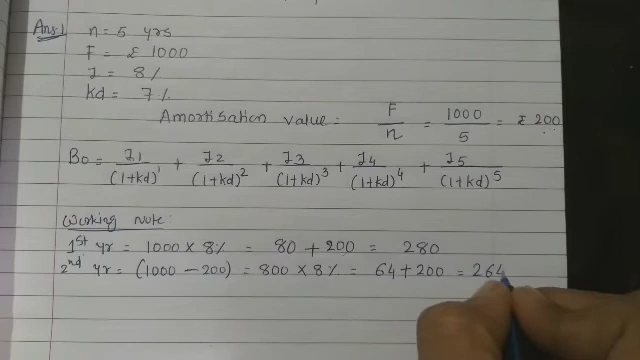 Ans:1 n = 5 yrs
F = £ 1000
I = 8 %
kd = 7 %
Amortisation value = F/n = 1000/5 = £ 200
B0 = I1/(1+kd)¹ + I2/(1+kd)² + I3/(1+kd)³ + I4/(1+kd)⁴ + I5/(1+kd)⁵
Working note:
1st yr = 1000 × 8% = 80 + 200 = 280
2nd yr = (1000 - 200) = 800 × 8% = 64 + 200 = 264